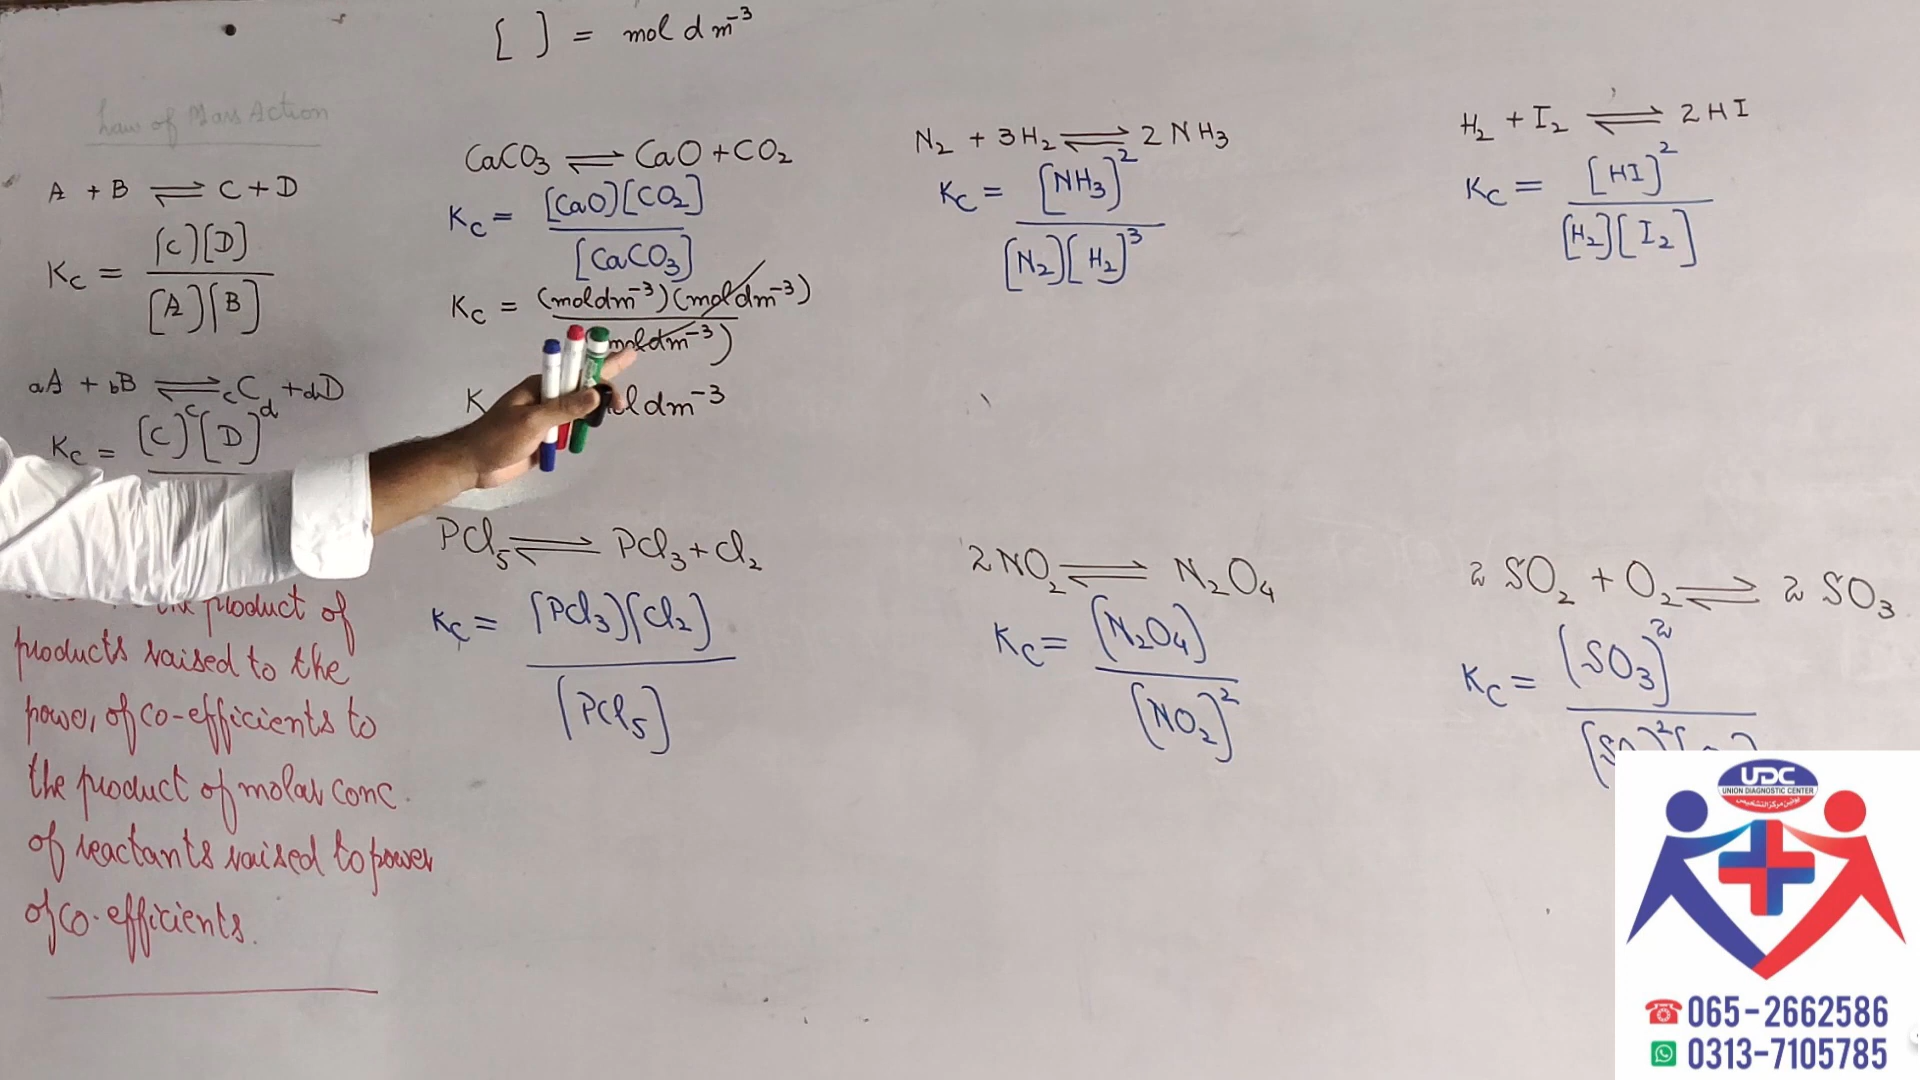 [ ] = mol dm⁻³
Law of Mass Action
A + B ⇌ C + D
Kc = [C][D]
[A][B]
aA + bB ⇌ cC + dD
Kc = [C]ᶜ[D]ᵈ
the product of
products raised to the
power, of co-efficients to
the product of molar conc.
of reactants raised to power
of co-efficients.
CaCO₃ ⇌ CaO + CO₂
Kc = [CaO][CO₂]
[CaCO₃]
Kc = (moldm⁻³)(moldm⁻³)
moldm⁻³)
K
dm⁻³
PCl₅ ⇌ PCl₃ + Cl₂
Kc = [PCl₃][Cl₂]
[PCl₅]
N₂ + 3H₂ ⇌ 2NH₃
Kc = [NH₃]²
[N₂][H₂]³
2NO₂ ⇌ N₂O₄
Kc = [N₂O₄]
[NO₂]²
H₂ + I₂ ⇌ 2HI
Kc = [HI]²
[H₂][I₂]
2SO₂ + O₂ ⇌ 2SO₃
Kc = [SO₃]²
UDC
UNION DIAGNOSTIC CENTER
065-2662586
0313-7105785